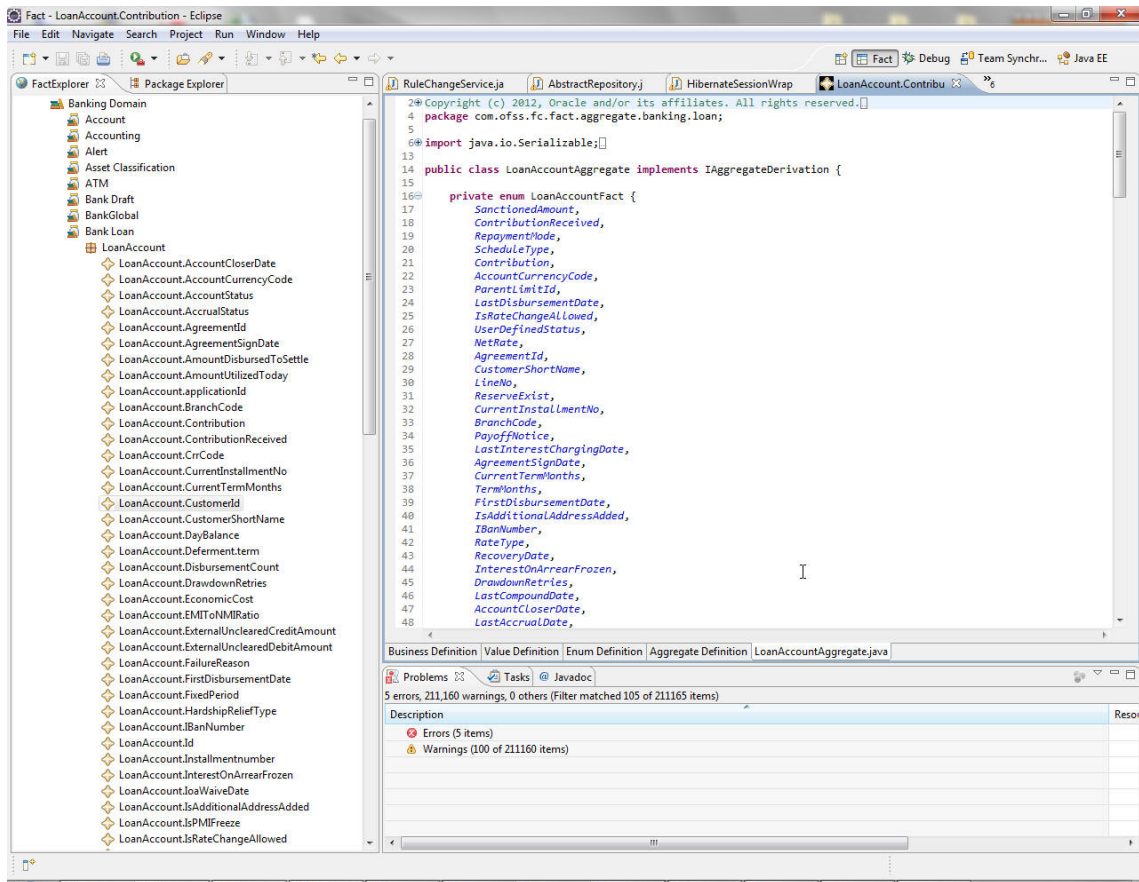 Fact - LoanAccount.Contribution - Eclipse
File Edit Navigate Search Project Run Window Help
Fact Debug Team Synchr... Java EE
FactExplorer Package Explorer
Banking Domain
Account
Accounting
Alert
Asset Classification
ATM
Bank Draft
BankGlobal
Bank Loan
LoanAccount
LoanAccount.AccountCloserDate
LoanAccount.AccountCurrencyCode
LoanAccount.AccountStatus
LoanAccount.AccrualStatus
LoanAccount.AgreementId
LoanAccount.AgreementSignDate
LoanAccount.AmountDisbursedToSettle
LoanAccount.AmountUtilizedToday
LoanAccount.applicationId
LoanAccount.BranchCode
LoanAccount.Contribution
LoanAccount.ContributionReceived
LoanAccount.CrrCode
LoanAccount.CurrentInstallmentNo
LoanAccount.CurrentTermMonths
LoanAccount.CustomerId
LoanAccount.CustomerShortName
LoanAccount.DayBalance
LoanAccount.Deferment.term
LoanAccount.DisbursementCount
LoanAccount.DrawdownRetries
LoanAccount.EconomicCost
LoanAccount.EMIToNMIRatio
LoanAccount.ExternalUnclearedCreditAmount
LoanAccount.ExternalUnclearedDebitAmount
LoanAccount.FailureReason
LoanAccount.FirstDisbursementDate
LoanAccount.FixedPeriod
LoanAccount.HardshipReliefType
LoanAccount.IBanNumber
LoanAccount.Id
LoanAccount.Installmentnumber
LoanAccount.InterestOnArrearFrozen
LoanAccount.IoaWaiveDate
LoanAccount.IsAdditionalAddressAdded
LoanAccount.IsPMIFreeze
LoanAccount.IsRateChangeAllowed
RuleChangeService.ja AbstractRepository.j HibernateSessionWrap LoanAccount.Contribu »6
2 Copyright (c) 2012, Oracle and/or its affiliates. All rights reserved.
4 package com.ofss.fc.fact.aggregate.banking.loan;
5
6 import java.io.Serializable;
13
14 public class LoanAccountAggregate implements IAggregateDerivation {
15
16 private enum LoanAccountFact {
17 SanctionedAmount,
18 ContributionReceived,
19 RepaymentMode,
20 ScheduleType,
21 Contribution,
22 AccountCurrencyCode,
23 ParentLimitId,
24 LastDisbursementDate,
25 IsRateChangeAllowed,
26 UserDefinedStatus,
27 NetRate,
28 AgreementId,
29 CustomerShortName,
30 LineNo,
31 ReserveExist,
32 CurrentInstallmentNo,
33 BranchCode,
34 PayoffNotice,
35 LastInterestChargingDate,
36 AgreementSignDate,
37 CurrentTermMonths,
38 TermMonths,
39 FirstDisbursementDate,
40 IsAdditionalAddressAdded,
41 IBanNumber,
42 RateType,
43 RecoveryDate,
44 InterestOnArrearFrozen,
45 DrawdownRetries,
46 LastCompoundDate,
47 AccountCloserDate,
48 LastAccrualDate,
Business Definition Value Definition Enum Definition Aggregate Definition LoanAccountAggregate.java
Problems Tasks @ Javadoc
5 errors, 211,160 warnings, 0 others (Filter matched 105 of 211165 items)
Description Resou
Errors (5 items)
Warnings (100 of 211160 items)